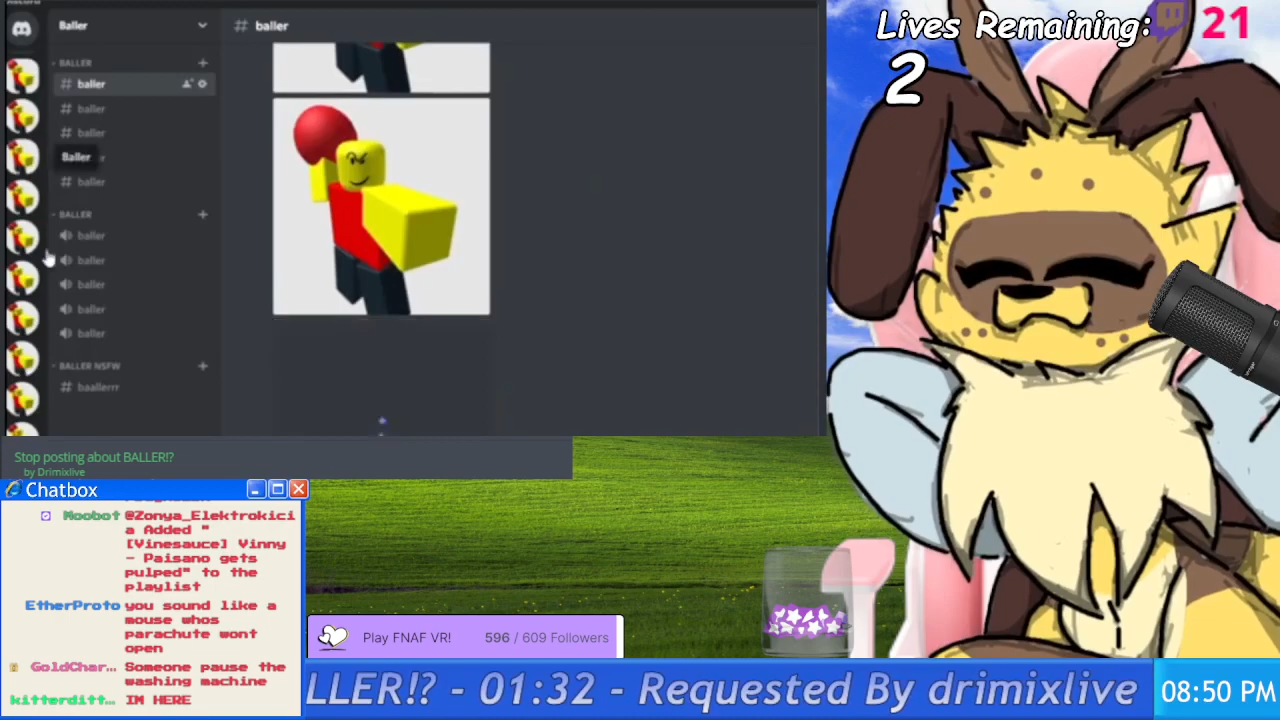 Baller
# baller
BALLER
# baller
# baller
# baller
Baller
# baller
BALLER
baller
baller
baller
baller
baller
BALLER NSFW
# baallerrr
Lives Remaining: 21
2
Stop posting about BALLER!?
by Drimixlive
Chatbox
Moobot @Zonya_Elektrokici
a Added "
[Vinesauce] Vinny
- Paisano gets
pulped" to the
playlist
EtherProto you sound like a
mouse whos
parachute wont
open
GoldChar... Someone pause the
washing machine
kitterditt... IM HERE
Play FNAF VR! 596 / 609 Followers
LLER!? - 01:32 - Requested By drimixlive
08:50 PM